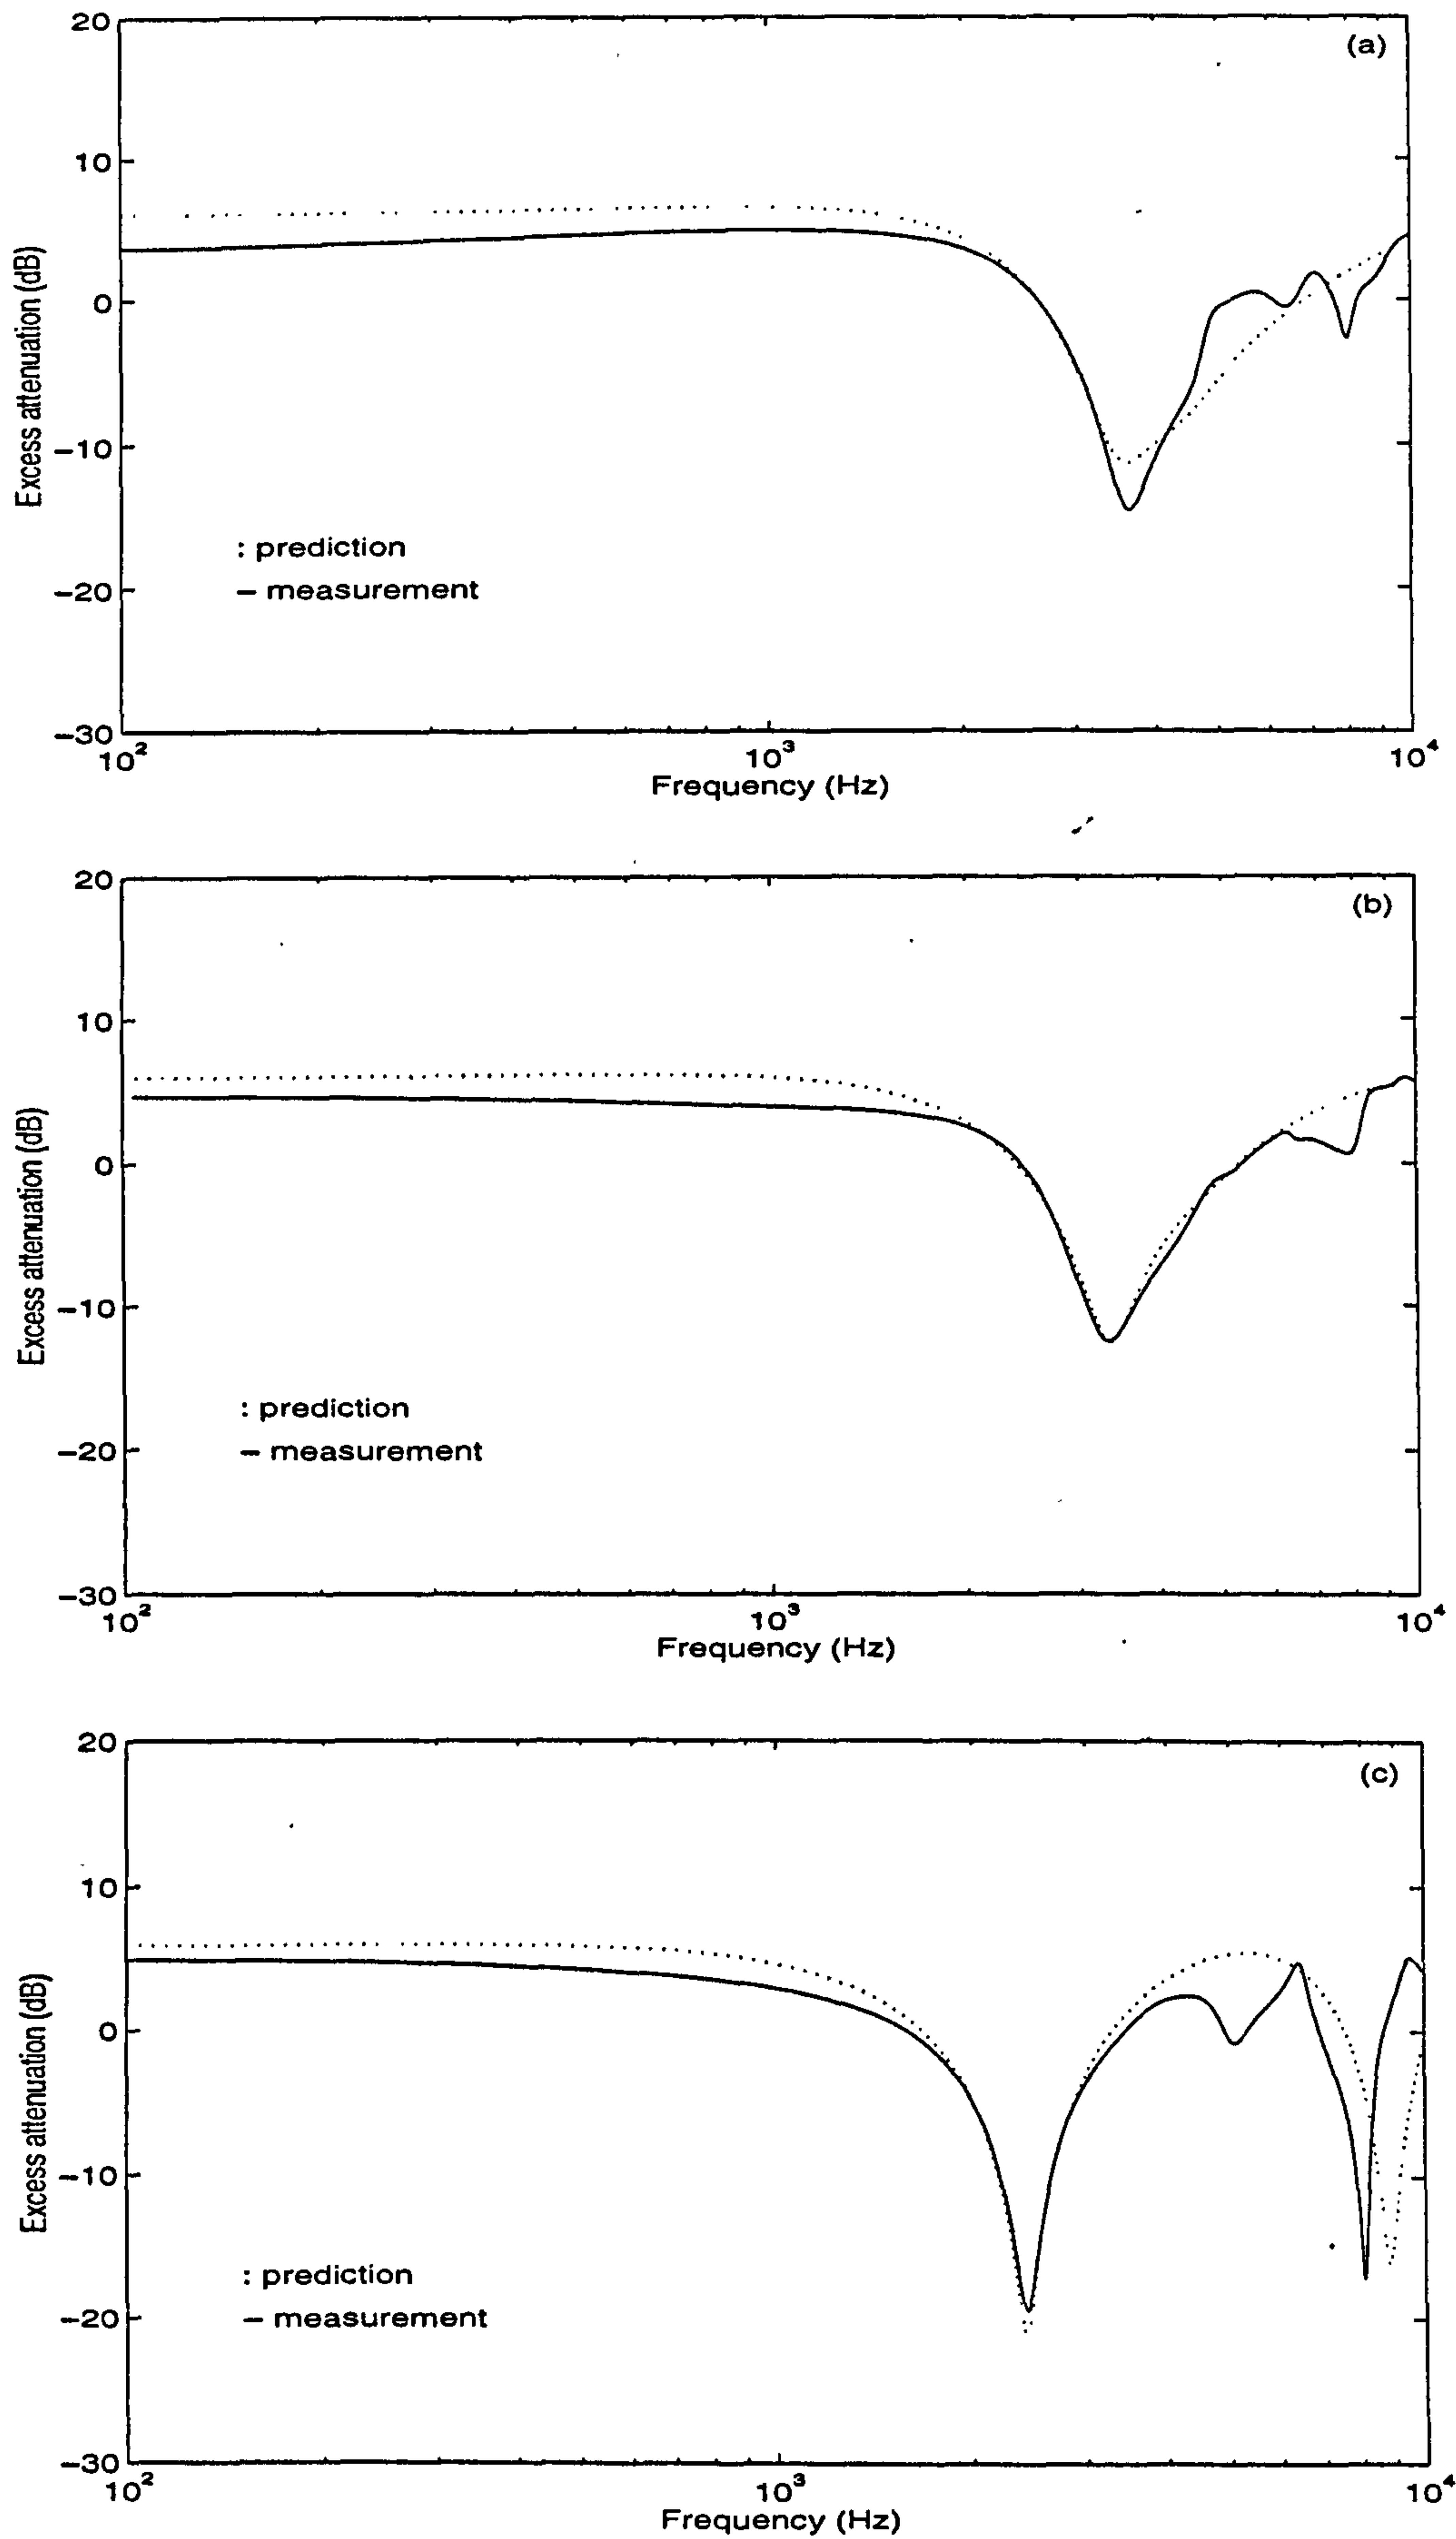 (a)
20
10
0
−10
−20
−30
Excess attenuation (dB)
: prediction
− measurement
10² 10³ 10⁴
Frequency (Hz)
(b)
20
10
0
−10
−20
−30
Excess attenuation (dB)
: prediction
− measurement
10² 10³ 10⁴
Frequency (Hz)
(c)
20
10
0
−10
−20
−30
Excess attenuation (dB)
: prediction
− measurement
10² 10³ 10⁴
Frequency (Hz)